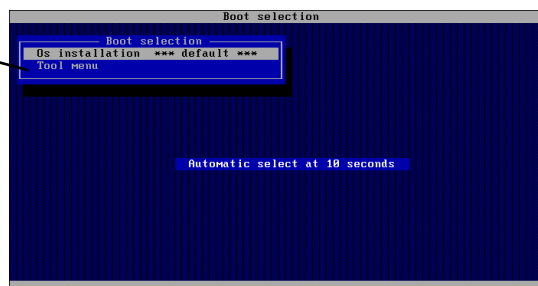 Boot selection
Boot selection
Os installation *** default ***
Tool menu
Automatic select at 10 seconds